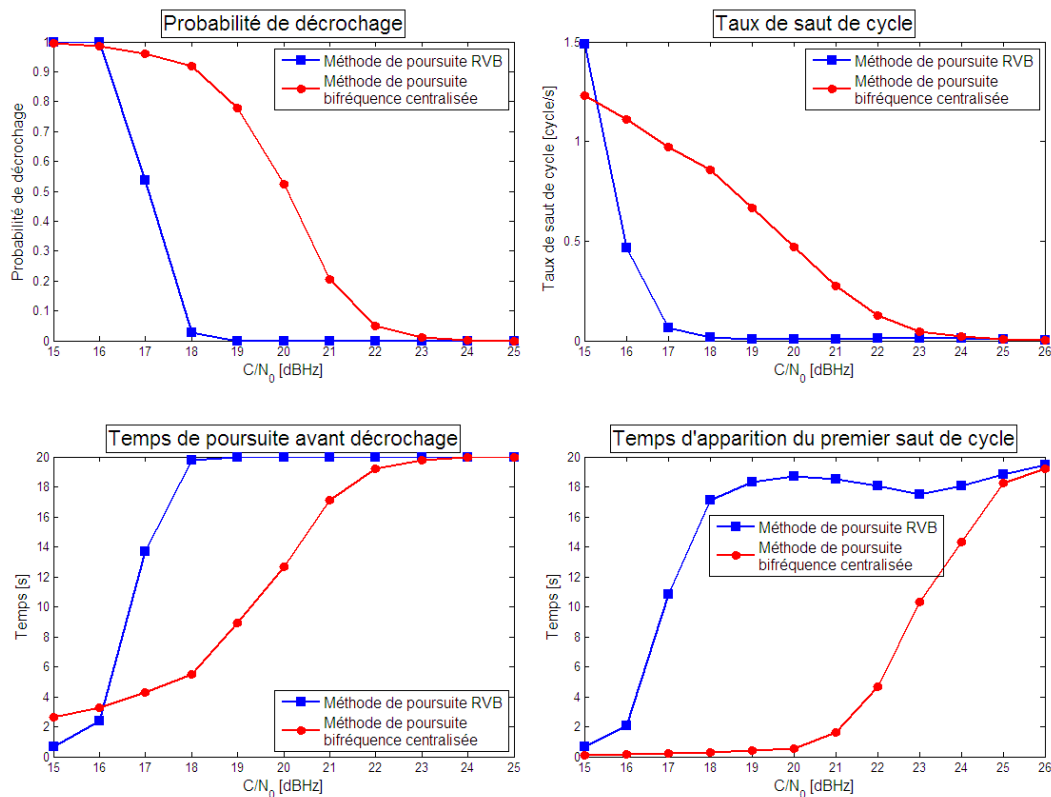 Probabilité de décrochage
Probabilité de décrochage
1
0.9
0.8
0.7
0.6
0.5
0.4
0.3
0.2
0.1
0
15 16 17 18 19 20 21 22 23 24 25
C/N0 [dBHz]
Méthode de poursuite RVB
Méthode de poursuite
bifréquence centralisée
Taux de saut de cycle
Taux de saut de cycle [cycle/s]
1.5
1
0.5
0
15 16 17 18 19 20 21 22 23 24 25 26
C/N0 [dBHz]
Méthode de poursuite RVB
Méthode de poursuite
bifréquence centralisée
Temps de poursuite avant décrochage
Temps [s]
20
18
16
14
12
10
8
6
4
2
0
15 16 17 18 19 20 21 22 23 24 25
C/N0 [dBHz]
Méthode de poursuite RVB
Méthode de poursuite
bifréquence centralisée
Temps d'apparition du premier saut de cycle
Temps [s]
20
18
16
14
12
10
8
6
4
2
0
15 16 17 18 19 20 21 22 23 24 25 26
C/N0 [dBHz]
Méthode de poursuite RVB
Méthode de poursuite
bifréquence centralisée